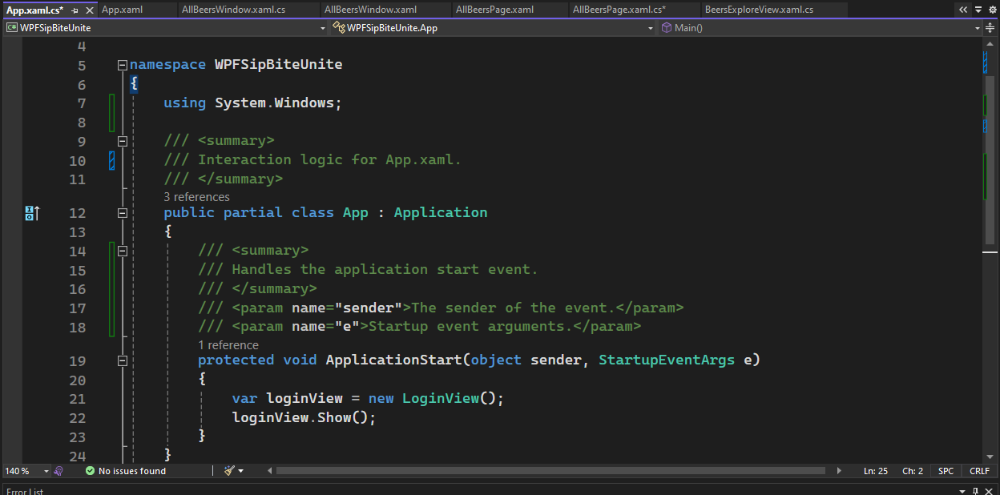 App.xaml.cs* App.xaml AllBeersWindow.xaml.cs AllBeersWindow.xaml AllBeersPage.xaml AllBeersPage.xaml.cs* BeersExploreView.xaml.cs
C# WPFSipBiteUnite WPFSipBiteUnite.App Main()
4
5 namespace WPFSipBiteUnite
6 {
7 using System.Windows;
8
9 /// <summary>
10 /// Interaction logic for App.xaml.
11 /// </summary>
3 references
12 public partial class App : Application
13 {
14 /// <summary>
15 /// Handles the application start event.
16 /// </summary>
17 /// <param name="sender">The sender of the event.</param>
18 /// <param name="e">Startup event arguments.</param>
1 reference
19 protected void ApplicationStart(object sender, StartupEventArgs e)
20 {
21 var loginView = new LoginView();
22 loginView.Show();
23 }
24 }
140 % No issues found Ln: 25 Ch: 2 SPC CRLF
Error List